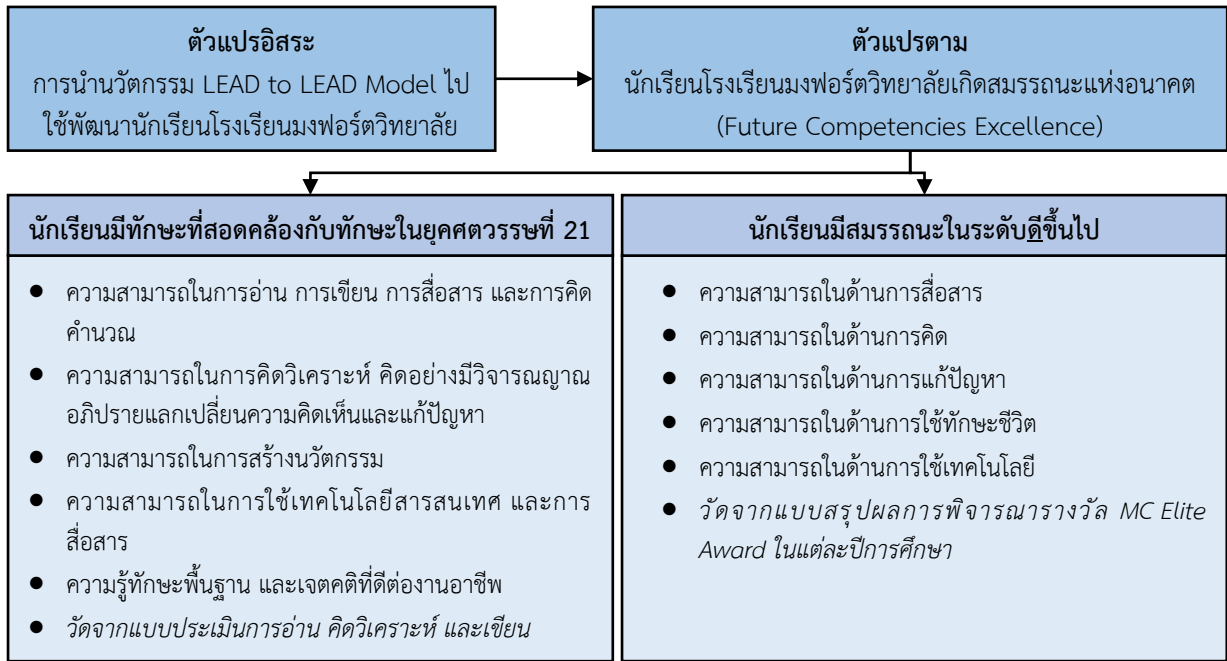 ตัวแปรอิสระ
การนำนวัตกรรม LEAD to LEAD Model ไป
ใช้พัฒนานักเรียนโรงเรียนมงฟอร์ตวิทยาลัย
ตัวแปรตาม
นักเรียนโรงเรียนมงฟอร์ตวิทยาลัยเกิดสมรรถนะแห่งอนาคต
(Future Competencies Excellence)
นักเรียนมีทักษะที่สอดคล้องกับทักษะในยุคศตวรรษที่ 21
● ความสามารถในการอ่าน การเขียน การสื่อสาร และการคิด
คำนวณ
● ความสามารถในการคิดวิเคราะห์ คิดอย่างมีวิจารณญาณ
อภิปรายแลกเปลี่ยนความคิดเห็นและแก้ปัญหา
● ความสามารถในการสร้างนวัตกรรม
● ความสามารถในการใช้เทคโนโลยีสารสนเทศ และการ
สื่อสาร
● ความรู้ทักษะพื้นฐาน และเจตคติที่ดีต่องานอาชีพ
● วัดจากแบบประเมินการอ่าน คิดวิเคราะห์ และเขียน
นักเรียนมีสมรรถนะในระดับดีขึ้นไป
● ความสามารถในด้านการสื่อสาร
● ความสามารถในด้านการคิด
● ความสามารถในด้านการแก้ปัญหา
● ความสามารถในด้านการใช้ทักษะชีวิต
● ความสามารถในด้านการใช้เทคโนโลยี
● วัดจากแบบสรุปผลการพิจารณารางวัล MC Elite
Award ในแต่ละปีการศึกษา